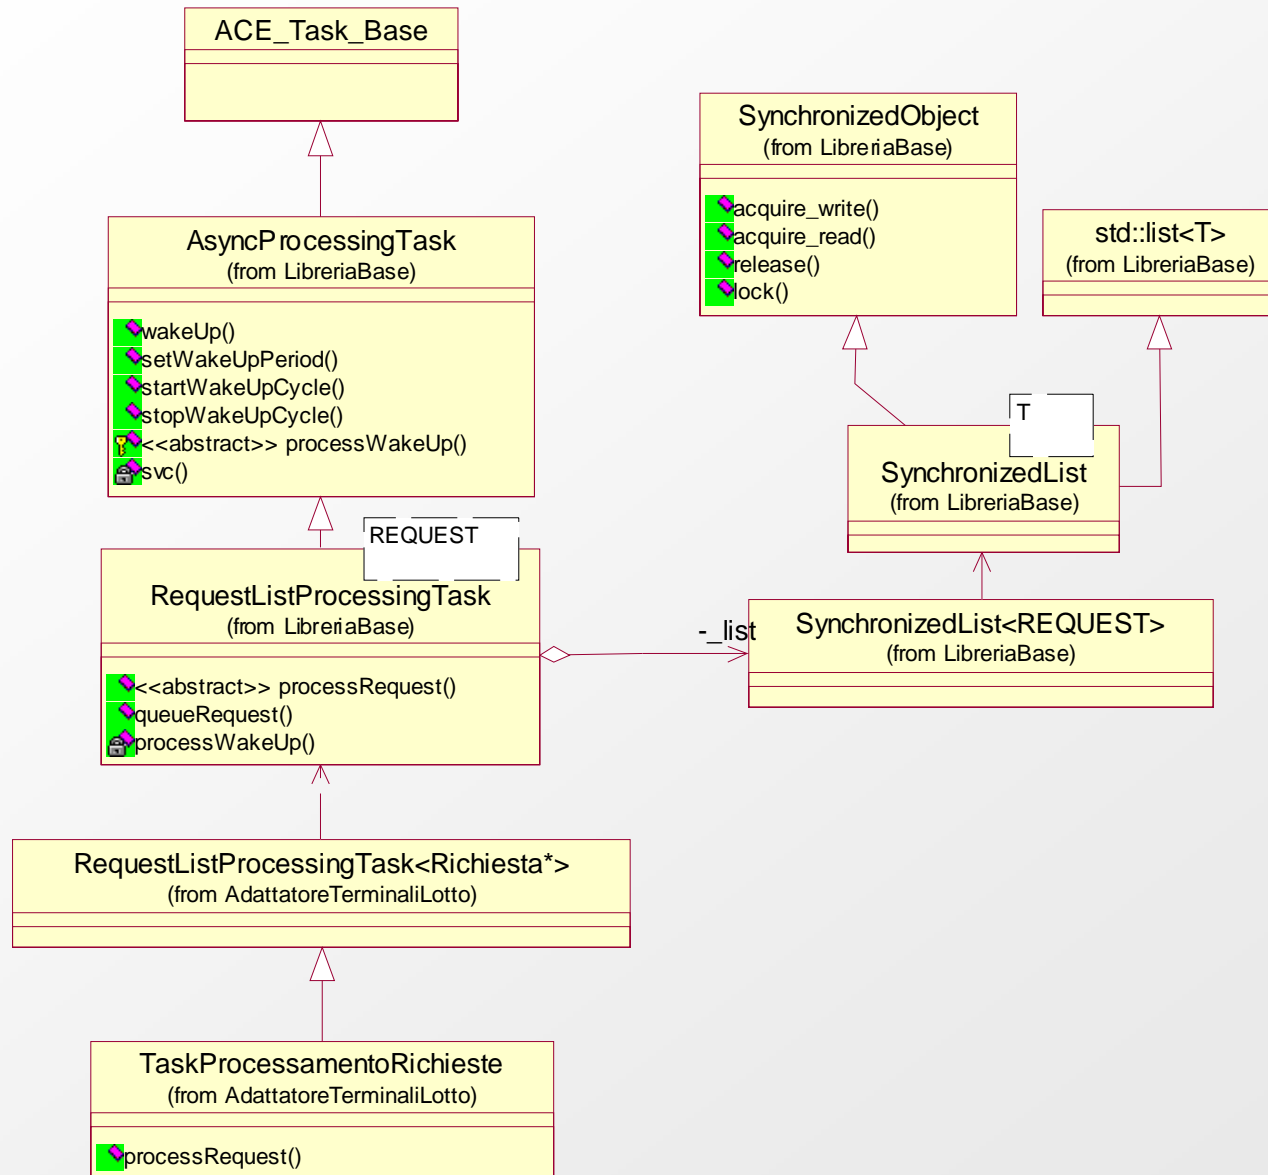 ACE_Task_Base
AsyncProcessingTask
(from LibreriaBase)
wakeUp()
setWakeUpPeriod()
startWakeUpCycle()
stopWakeUpCycle()
<<abstract>> processWakeUp()
svc()
REQUEST
RequestListProcessingTask
(from LibreriaBase)
<<abstract>> processRequest()
queueRequest()
processWakeUp()
RequestListProcessingTask<Richiesta*>
(from AdattatoreTerminaliLotto)
TaskProcessamentoRichieste
(from AdattatoreTerminaliLotto)
processRequest()
SynchronizedObject
(from LibreriaBase)
acquire_write()
acquire_read()
release()
lock()
std::list<T>
(from LibreriaBase)
T
SynchronizedList
(from LibreriaBase)
-_list
SynchronizedList<REQUEST>
(from LibreriaBase)